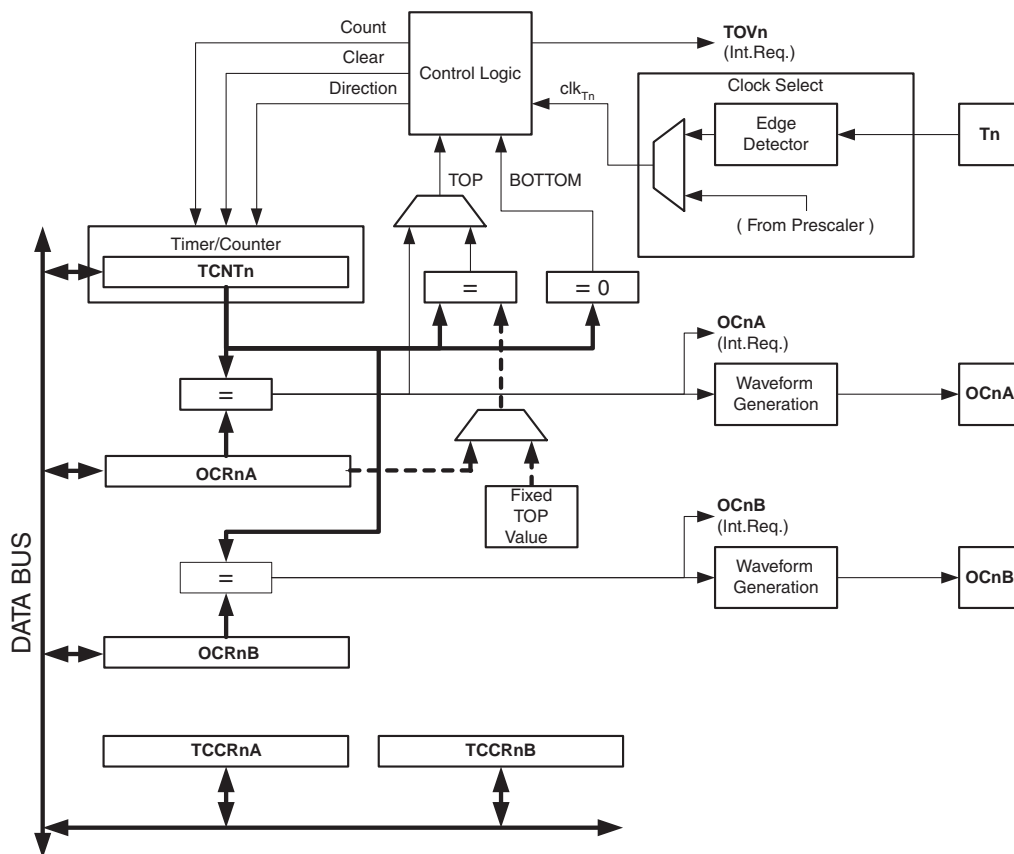 Count
TOVn
(Int.Req.)
Clear
Control Logic
Direction
clkTn
Clock Select
Edge
Detector
Tn
TOP
BOTTOM
( From Prescaler )
Timer/Counter
TCNTn
=
= 0
OCnA
(Int.Req.)
=
Waveform
Generation
OCnA
OCRnA
Fixed
TOP
Value
OCnB
(Int.Req.)
=
Waveform
Generation
OCnB
OCRnB
DATA BUS
TCCRnA
TCCRnB